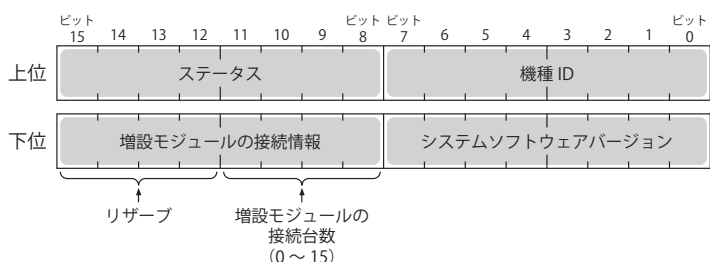 ビット ビット ビット ビット
15 14 13 12 11 10 9 8 7 6 5 4 3 2 1 0
上位 ステータス 機種 ID
下位 増設モジュールの接続情報 システムソフトウェアバージョン
リザーブ 増設モジュールの
接続台数
（0 ～ 15）